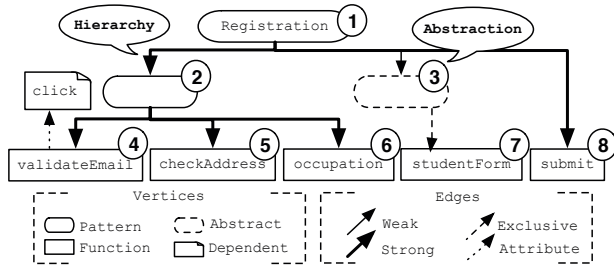 Hierarchy
Registration
1
Abstraction
2
3
click
4
5
6
7
8
validateEmail
checkAddress
occupation
studentForm
submit
Vertices
Edges
Pattern
Abstract
Weak
Exclusive
Function
Dependent
Strong
Attribute